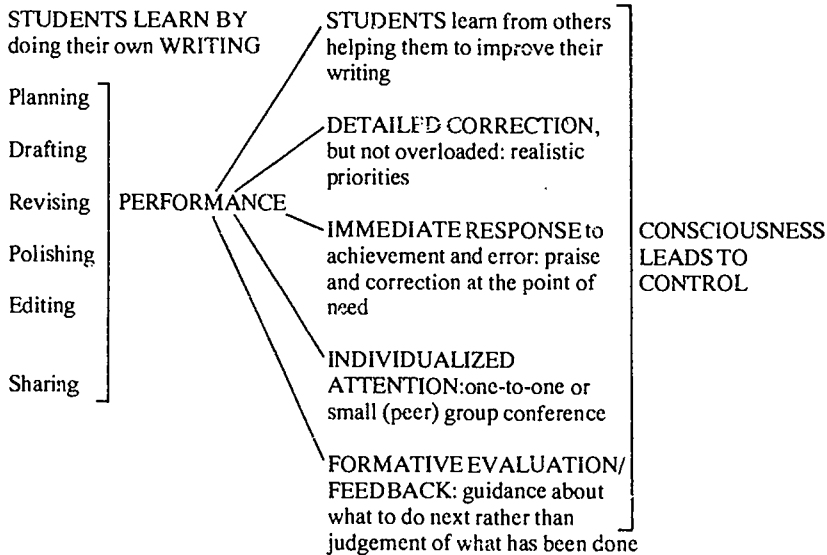 STUDENTS LEARN BY
doing their own WRITING
Planning
Drafting
Revising
Polishing
Editing
Sharing
PERFORMANCE
STUDENTS learn from others
helping them to improve their
writing
DETAILED CORRECTION,
but not overloaded: realistic
priorities
IMMEDIATE RESPONSE to
achievement and error: praise
and correction at the point of
need
INDIVIDUALIZED
ATTENTION:one-to-one or
small (peer) group conference
FORMATIVE EVALUATION/
FEEDBACK: guidance about
what to do next rather than
judgement of what has been done
CONSCIOUSNESS
LEADS TO
CONTROL